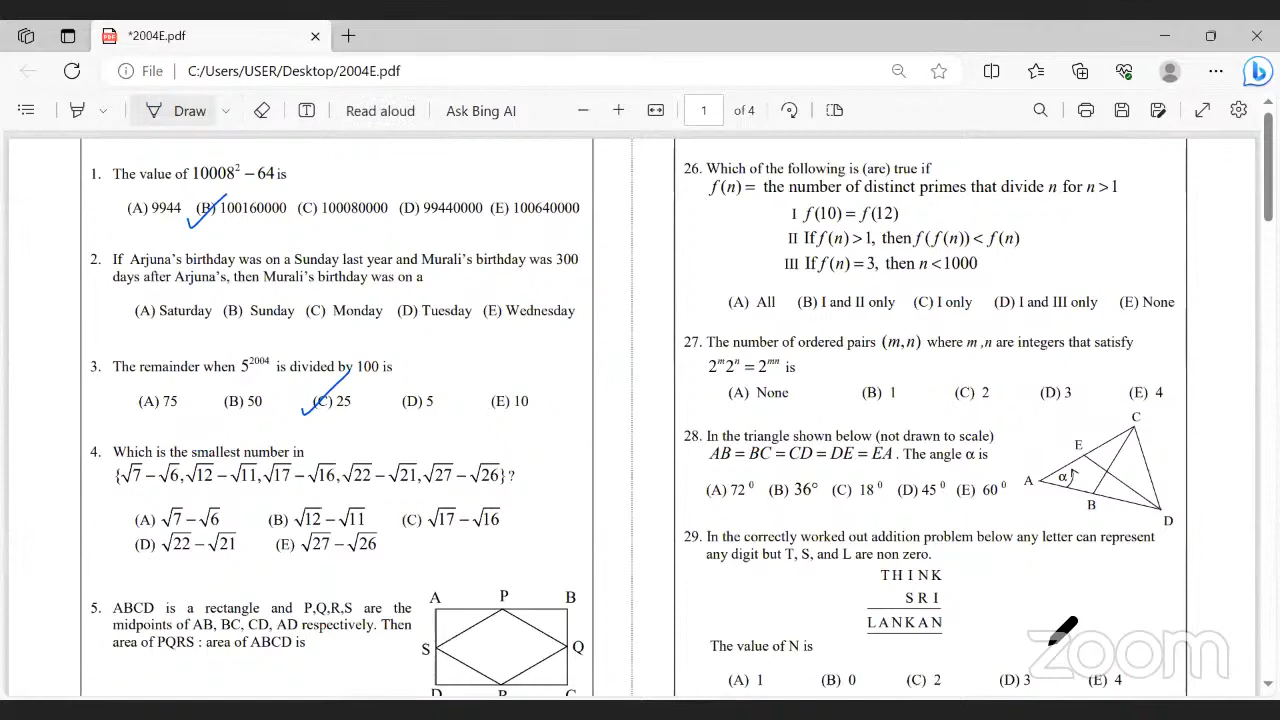 *2004E.pdf
File
C:/Users/USER/Desktop/2004E.pdf
Draw
Read aloud
Ask Bing AI
1
of 4
1. The value of 10008² − 64 is
(A) 9944 (B) 100160000 (C) 100080000 (D) 99440000 (E) 100640000
2. If Arjuna's birthday was on a Sunday last year and Murali's birthday was 300
days after Arjuna's, then Murali's birthday was on a
(A) Saturday (B) Sunday (C) Monday (D) Tuesday (E) Wednesday
3. The remainder when 5²⁰⁰⁴ is divided by 100 is
(A) 75 (B) 50 (C) 25 (D) 5 (E) 10
4. Which is the smallest number in
{√7 − √6, √12 − √11, √17 − √16, √22 − √21, √27 − √26}?
(A) √7 − √6 (B) √12 − √11 (C) √17 − √16
(D) √22 − √21 (E) √27 − √26
5. ABCD is a rectangle and P,Q,R,S are the
midpoints of AB, BC, CD, AD respectively. Then
area of PQRS : area of ABCD is
A P B
S Q
D R C
26. Which of the following is (are) true if
f(n) = the number of distinct primes that divide n for n > 1
I f(10) = f(12)
II If f(n) > 1, then f(f(n)) < f(n)
III If f(n) = 3, then n < 1000
(A) All (B) I and II only (C) I only (D) I and III only (E) None
27. The number of ordered pairs (m,n) where m ,n are integers that satisfy
2ᵐ2ⁿ = 2ᵐⁿ is
(A) None (B) 1 (C) 2 (D) 3 (E) 4
28. In the triangle shown below (not drawn to scale)
AB = BC = CD = DE = EA. The angle α is
(A) 72⁰ (B) 36° (C) 18⁰ (D) 45⁰ (E) 60⁰
C
E
A α
B
D
29. In the correctly worked out addition problem below any letter can represent
any digit but T, S, and L are non zero.
T H I N K
S R I
L A N K A N
The value of N is
(A) 1 (B) 0 (C) 2 (D) 3 (E) 4
zoom